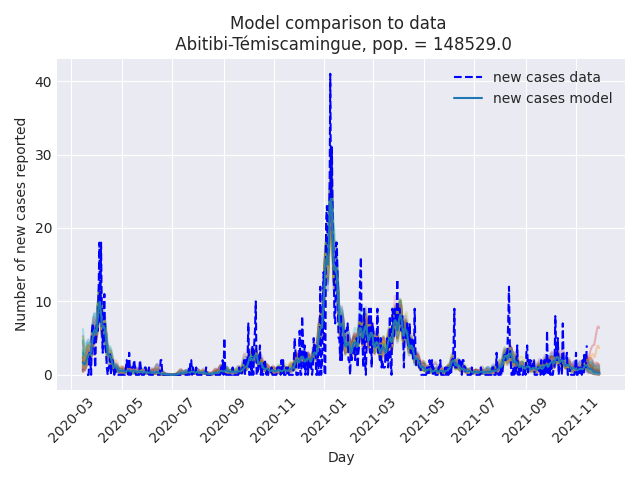 Model comparison to data
Abitibi-Témiscamingue, pop. = 148529.0
new cases data
new cases model
Number of new cases reported
40
30
20
10
0
2020-03
2020-05
2020-07
2020-09
2020-11
2021-01
2021-03
2021-05
2021-07
2021-09
2021-11
Day